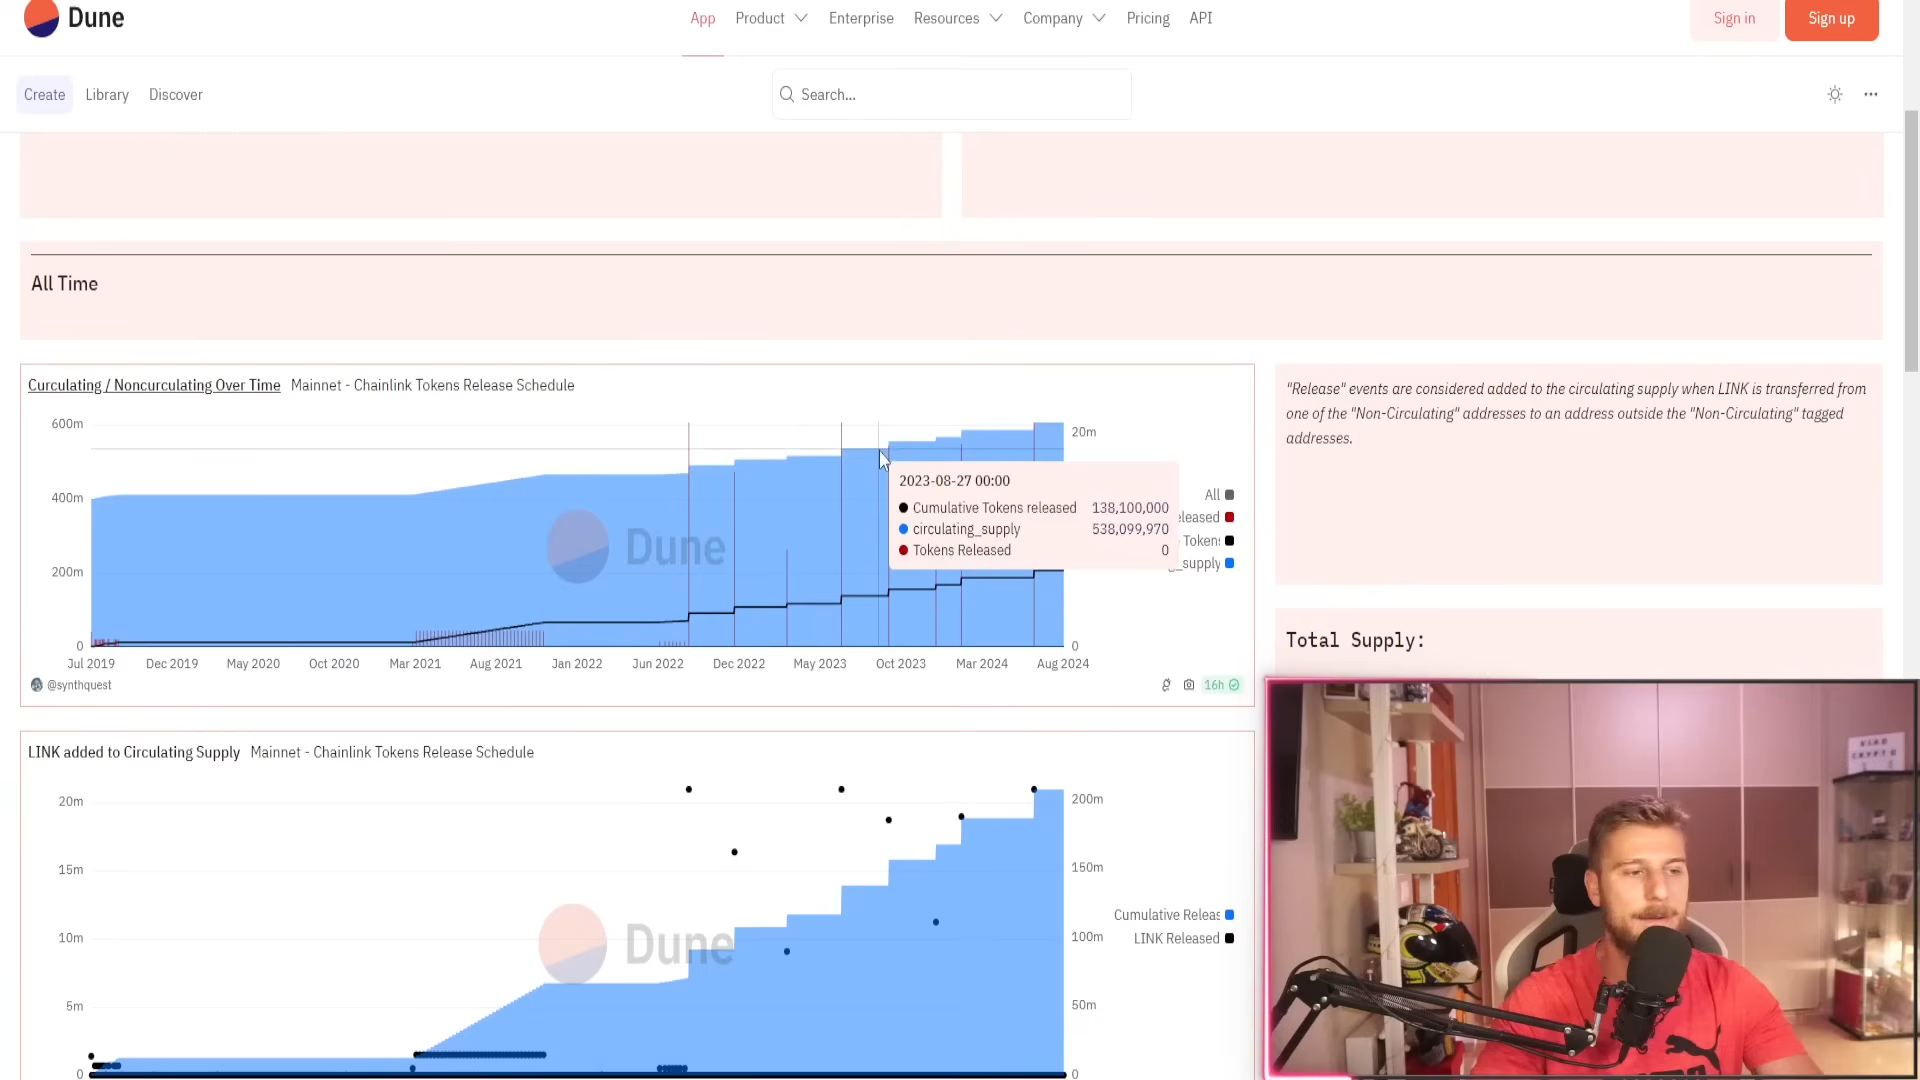 Dune
App Product Enterprise Resources Company Pricing API
Sign in Sign up
Create Library Discover
Search...
All Time
Curculating / Noncurculating Over Time Mainnet - Chainlink Tokens Release Schedule
600m
400m
200m
0
20m
0
Dune
2023-08-27 00:00
Cumulative Tokens released 138,100,000
circulating_supply 538,099,970
Tokens Released 0
All
eleased
Token
_supply
Jul 2019 Dec 2019 May 2020 Oct 2020 Mar 2021 Aug 2021 Jan 2022 Jun 2022 Dec 2022 May 2023 Oct 2023 Mar 2024 Aug 2024
@synthquest
16h
"Release" events are considered added to the circulating supply when LINK is transferred from
one of the "Non-Circulating" addresses to an address outside the "Non-Circulating" tagged
addresses.
Total Supply:
LINK added to Circulating Supply Mainnet - Chainlink Tokens Release Schedule
20m
15m
10m
5m
0
200m
150m
100m
50m
0
Dune
Cumulative Releas
LINK Released
CRYPTO